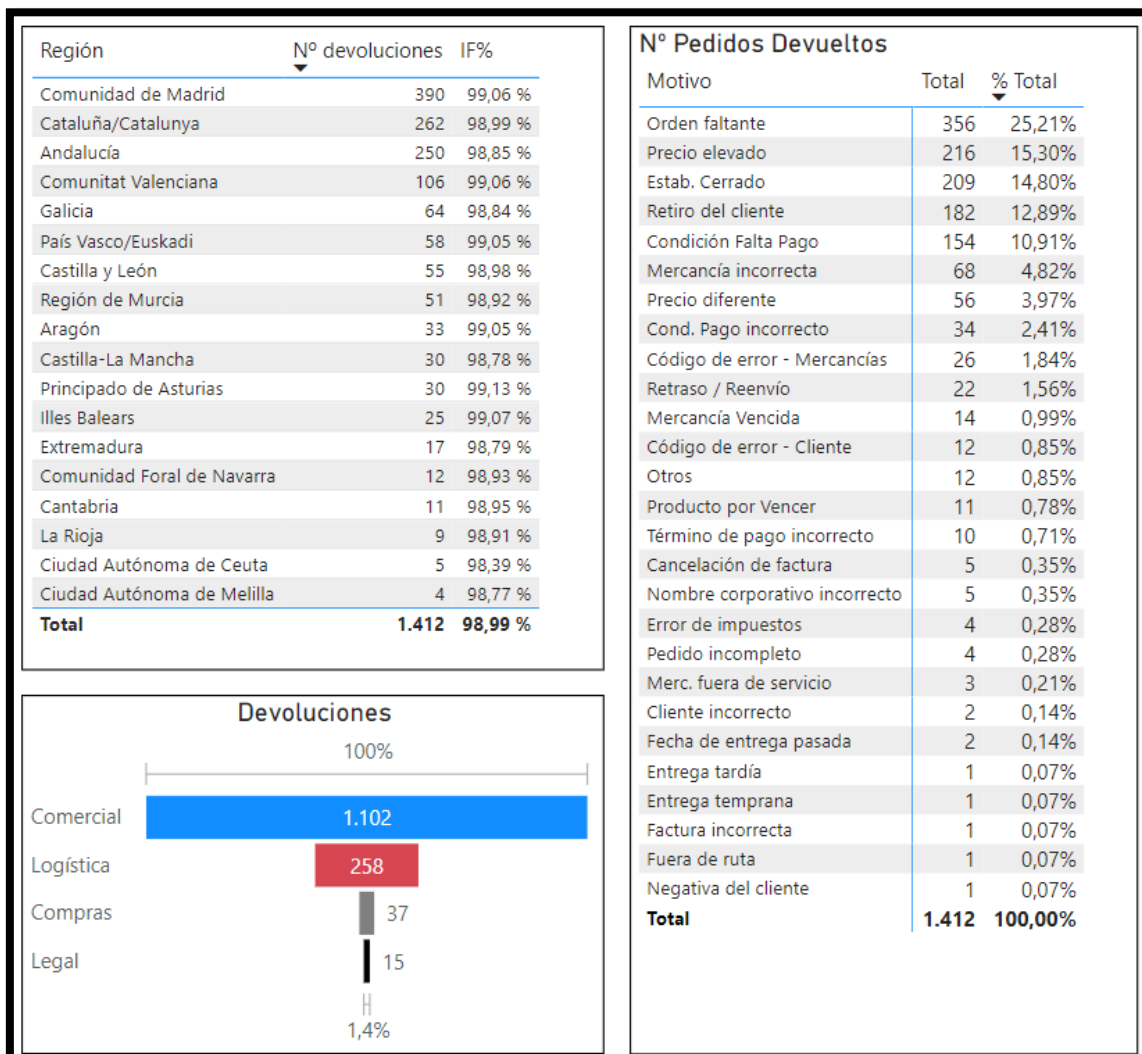 Región Nº devoluciones IF%
Comunidad de Madrid 390 99,06 %
Cataluña/Catalunya 262 98,99 %
Andalucía 250 98,85 %
Comunitat Valenciana 106 99,06 %
Galicia 64 98,84 %
País Vasco/Euskadi 58 99,05 %
Castilla y León 55 98,98 %
Región de Murcia 51 98,92 %
Aragón 33 99,05 %
Castilla-La Mancha 30 98,78 %
Principado de Asturias 30 99,13 %
Illes Balears 25 99,07 %
Extremadura 17 98,79 %
Comunidad Foral de Navarra 12 98,93 %
Cantabria 11 98,95 %
La Rioja 9 98,91 %
Ciudad Autónoma de Ceuta 5 98,39 %
Ciudad Autónoma de Melilla 4 98,77 %
Total 1.412 98,99 %
Devoluciones
100%
Comercial 1.102
Logística 258
Compras 37
Legal 15
1,4%
Nº Pedidos Devueltos
Motivo Total % Total
Orden faltante 356 25,21%
Precio elevado 216 15,30%
Estab. Cerrado 209 14,80%
Retiro del cliente 182 12,89%
Condición Falta Pago 154 10,91%
Mercancía incorrecta 68 4,82%
Precio diferente 56 3,97%
Cond. Pago incorrecto 34 2,41%
Código de error - Mercancías 26 1,84%
Retraso / Reenvío 22 1,56%
Mercancía Vencida 14 0,99%
Código de error - Cliente 12 0,85%
Otros 12 0,85%
Producto por Vencer 11 0,78%
Término de pago incorrecto 10 0,71%
Cancelación de factura 5 0,35%
Nombre corporativo incorrecto 5 0,35%
Error de impuestos 4 0,28%
Pedido incompleto 4 0,28%
Merc. fuera de servicio 3 0,21%
Cliente incorrecto 2 0,14%
Fecha de entrega pasada 2 0,14%
Entrega tardía 1 0,07%
Entrega temprana 1 0,07%
Factura incorrecta 1 0,07%
Fuera de ruta 1 0,07%
Negativa del cliente 1 0,07%
Total 1.412 100,00%